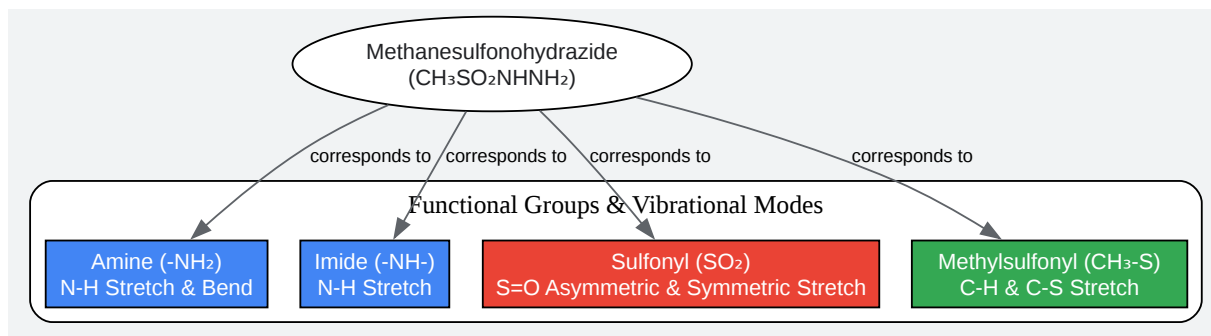 Methanesulfonohydrazide
(CH₃SO₂NHNH₂)
corresponds to
corresponds to
corresponds to
corresponds to
Functional Groups & Vibrational Modes
Amine (-NH₂)
N-H Stretch & Bend
Imide (-NH-)
N-H Stretch
Sulfonyl (SO₂)
S=O Asymmetric & Symmetric Stretch
Methylsulfonyl (CH₃-S)
C-H & C-S Stretch